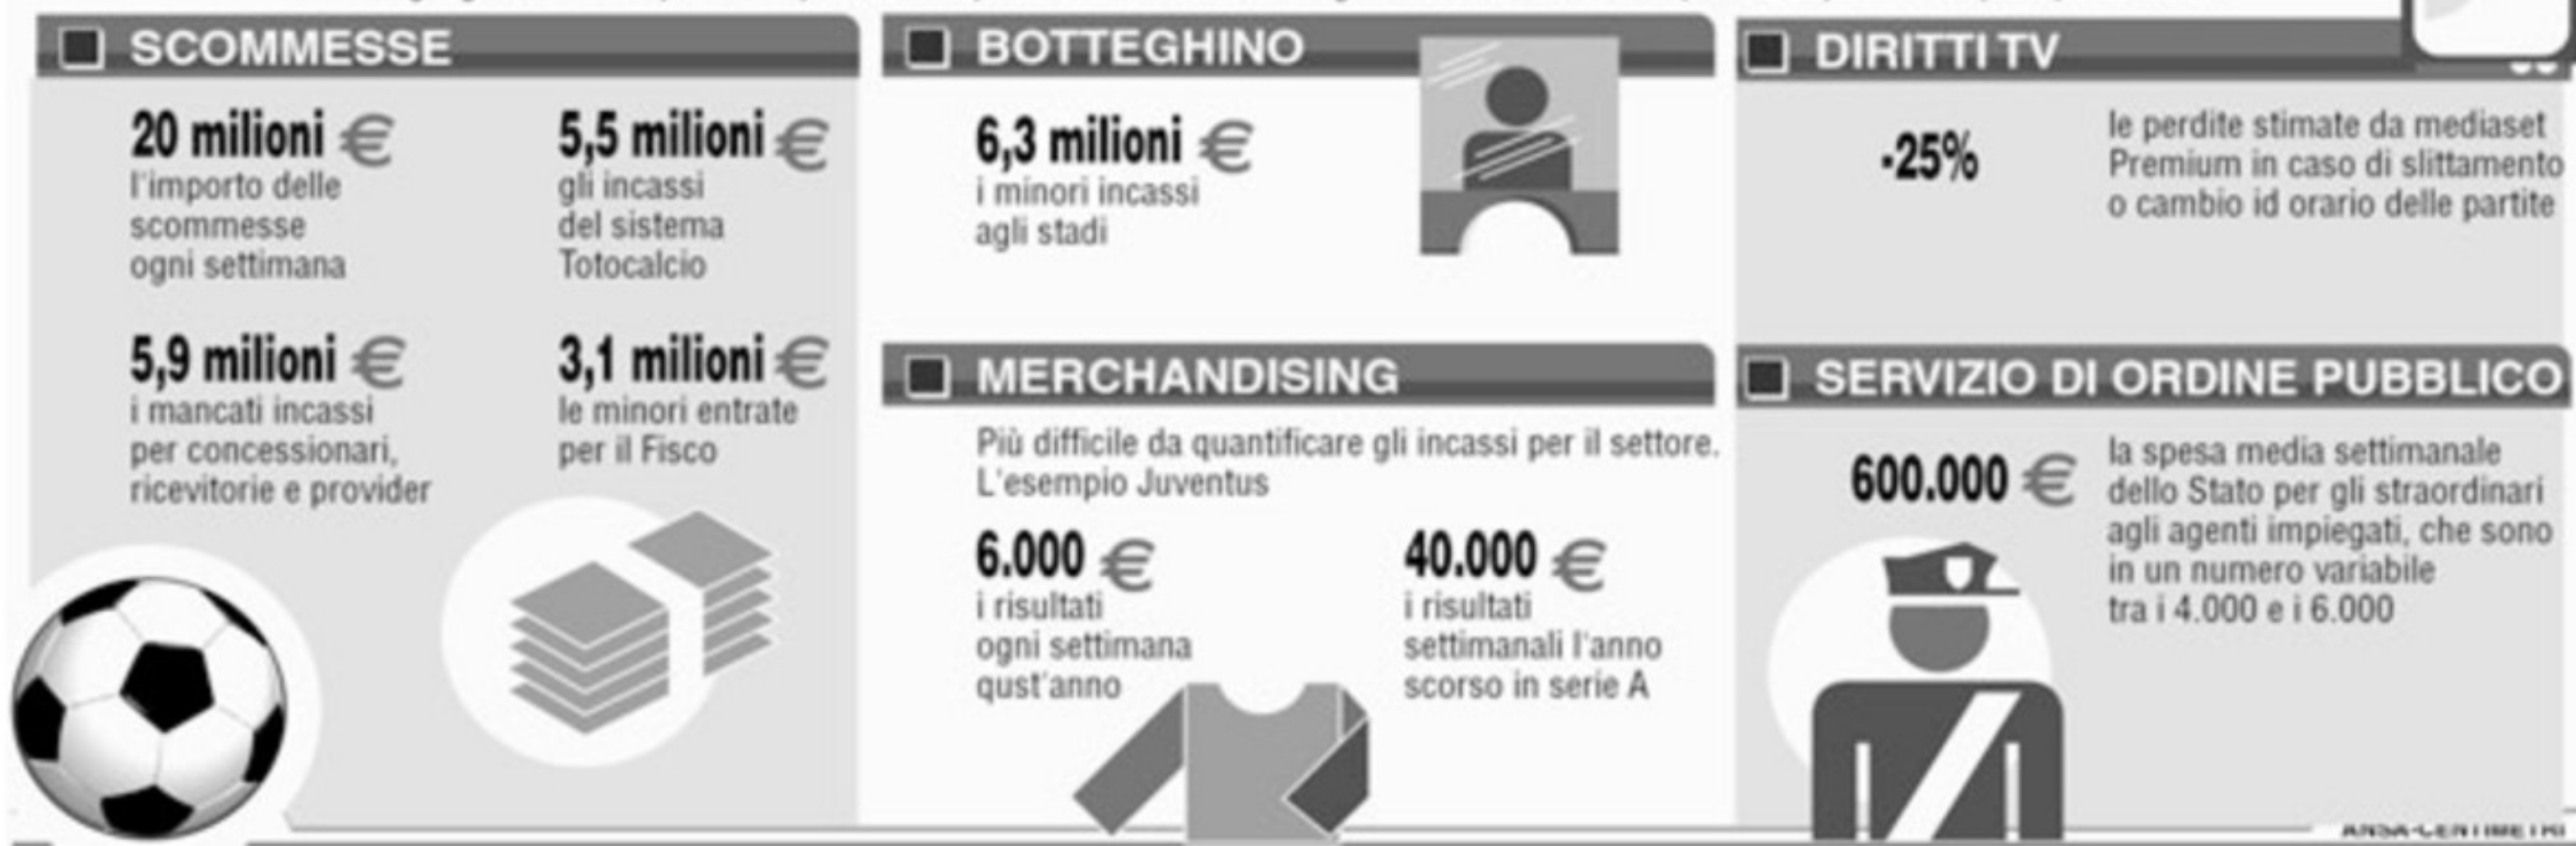 SCOMMESSE
20 milioni €
l'importo delle
scommesse
ogni settimana
5,5 milioni €
gli incassi
del sistema
Totocalcio
5,9 milioni €
i mancati incassi
per concessionari,
ricevitorie e provider
3,1 milioni €
le minori entrate
per il Fisco
BOTTEGHINO
6,3 milioni €
i minori incassi
agli stadi
MERCHANDISING
Più difficile da quantificare gli incassi per il settore.
L'esempio Juventus
6.000 €
i risultati
ogni settimana
qust'anno
40.000 €
i risultati
settimanali l'anno
scorso in serie A
DIRITTI TV
-25%
le perdite stimate da mediaset
Premium in caso di slittamento
o cambio id orario delle partite
SERVIZIO DI ORDINE PUBBLICO
600.000 €
la spesa media settimanale
dello Stato per gli straordinari
agli agenti impiegati, che sono
in un numero variabile
tra i 4.000 e i 6.000
ANSA-CENTIMETRI